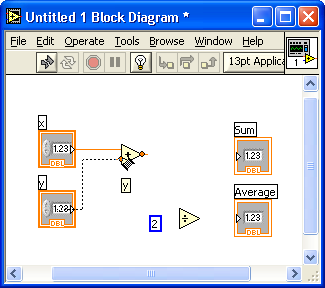 Untitled 1 Block Diagram *
File Edit Operate Tools Browse Window Help
13pt Applica
1
x
1.23
DBL
y
1.23
DBL
y
2
Sum
1.23
DBL
Average
1.23
DBL